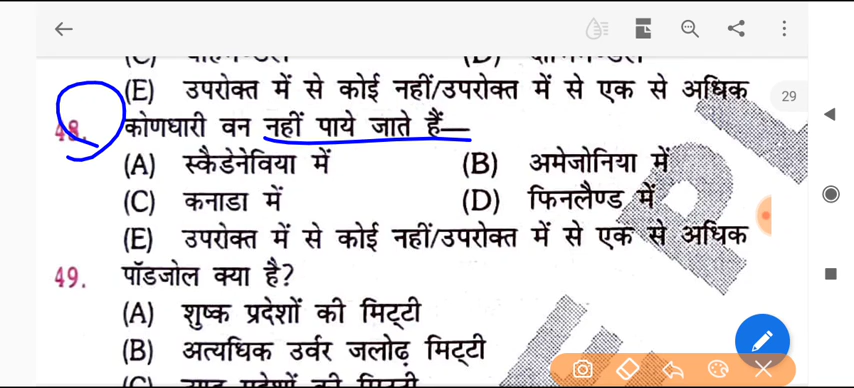 (E) उपरोक्त में से कोई नहीं/उपरोक्त में से एक से अधिक
29
48. कोणधारी वन नहीं पाये जाते हैं—
(A) स्कैडेनेविया में (B) अमेजोनिया में
(C) कनाडा में (D) फिनलैण्ड में
(E) उपरोक्त में से कोई नहीं/उपरोक्त में से एक से अधिक
49. पॉडजोल क्या है?
(A) शुष्क प्रदेशों की मिट्टी
(B) अत्यधिक उर्वर जलोढ़ मिट्टी